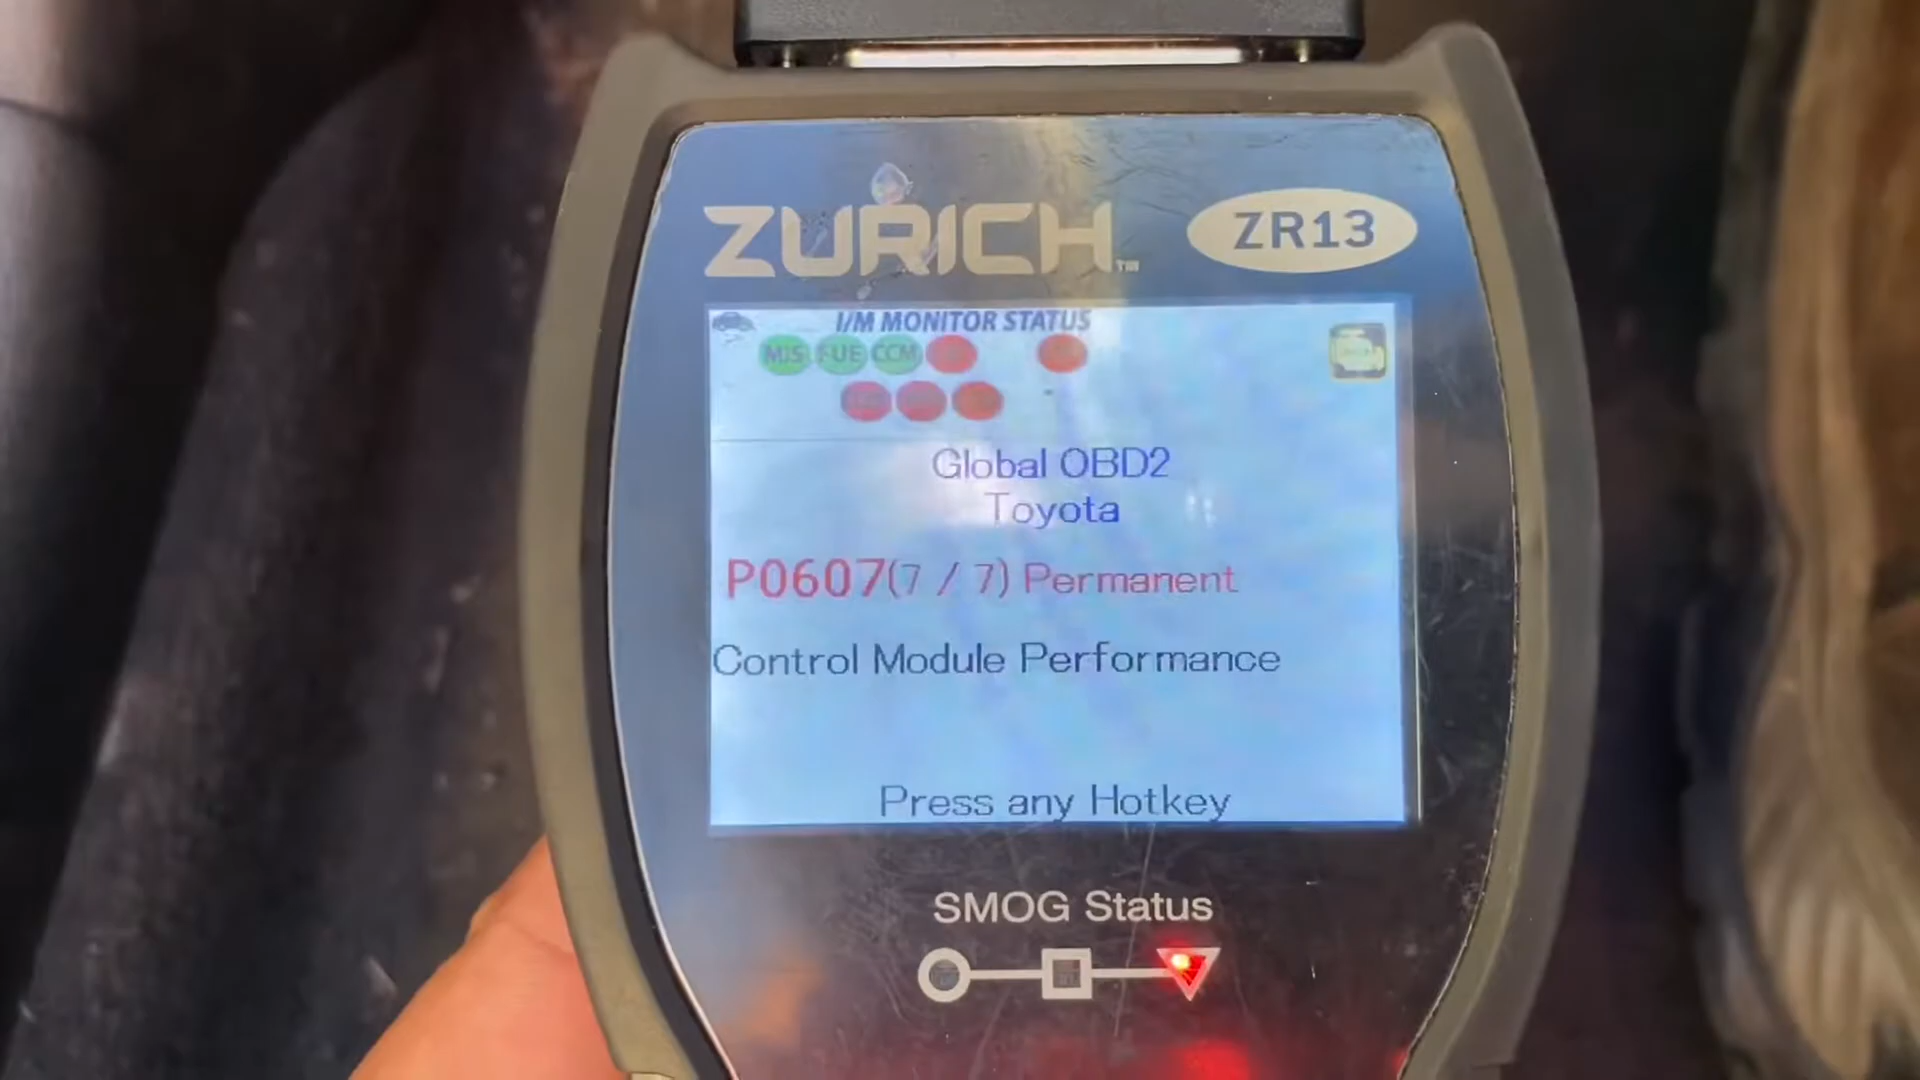 ZURICH™ ZR13
I/M MONITOR STATUS
MIS FUE CCM
Global OBD2
Toyota
P0607(7 / 7) Permanent
Control Module Performance
Press any Hotkey
SMOG Status